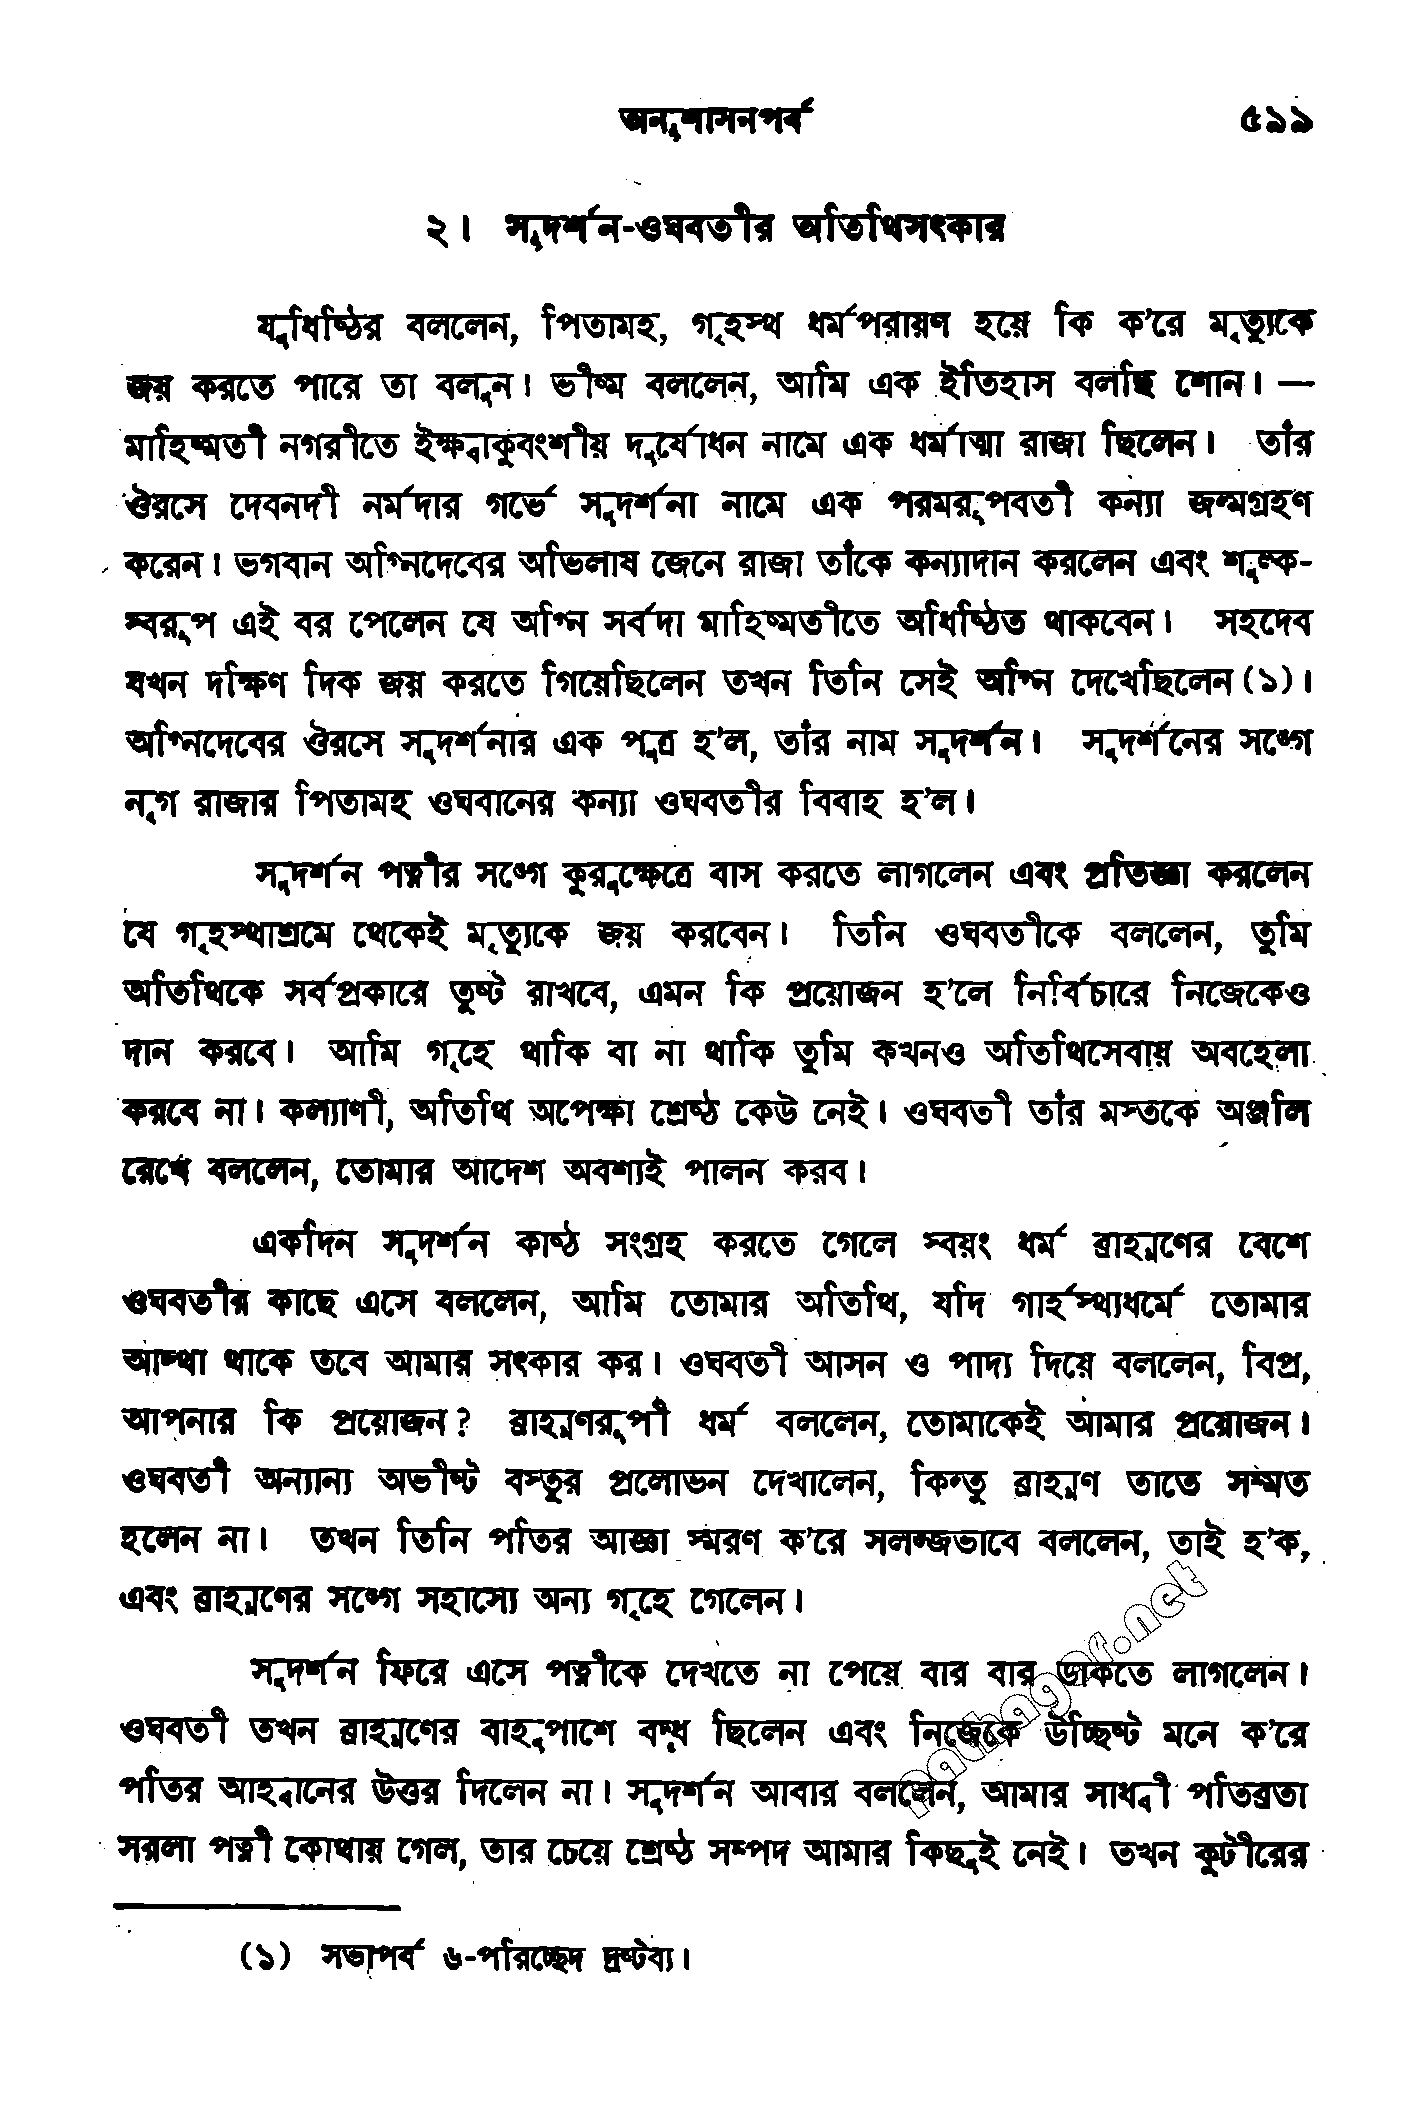 অনুশাসনপর্ব ৫৯৯
২। সুদর্শন-ওঘবতীর অতিথিসৎকার
যুধিষ্ঠির বললেন, পিতামহ, গৃহস্থ ধর্মপরায়ণ হয়ে কি ক'রে মৃত্যুকে
জয় করতে পারে তা বলুন। ভীষ্ম বললেন, আমি এক ইতিহাস বলছি শোন। —
মাহিষ্মতী নগরীতে ইক্ষ্বাকুবংশীয় দুর্যোধন নামে এক ধর্মাত্মা রাজা ছিলেন। তাঁর
ঔরসে দেবনদী নর্মদার গর্ভে সুদর্শনা নামে এক পরমরূপবতী কন্যা জন্মগ্রহণ
করেন। ভগবান অগ্নিদেবের অভিলাষ জেনে রাজা তাঁকে কন্যাদান করলেন এবং শুল্ক-
স্বরূপ এই বর পেলেন যে অগ্নি সর্বদা মাহিষ্মতীতে অধিষ্ঠিত থাকবেন। সহদেব
যখন দক্ষিণ দিক জয় করতে গিয়েছিলেন তখন তিনি সেই অগ্নি দেখেছিলেন(১)।
অগ্নিদেবের ঔরসে সুদর্শনার এক পুত্র হ'ল, তাঁর নাম সুদর্শন। সুদর্শনের সঙ্গে
নৃগ রাজার পিতামহ ওঘবানের কন্যা ওঘবতীর বিবাহ হ'ল।
সুদর্শন পত্নীর সঙ্গে কুরুক্ষেত্রে বাস করতে লাগলেন এবং প্রতিজ্ঞা করলেন
যে গৃহস্থাশ্রমে থেকেই মৃত্যুকে জয় করবেন। তিনি ওঘবতীকে বললেন, তুমি
অতিথিকে সর্বপ্রকারে তুষ্ট রাখবে, এমন কি প্রয়োজন হ'লে নির্বিচারে নিজেকেও
দান করবে। আমি গৃহে থাকি বা না থাকি তুমি কখনও অতিথিসেবায় অবহেলা
করবে না। কল্যাণী, অতিথি অপেক্ষা শ্রেষ্ঠ কেউ নেই। ওঘবতী তাঁর মস্তকে অঞ্জলি
রেখে বললেন, তোমার আদেশ অবশ্যই পালন করব।
একদিন সুদর্শন কাষ্ঠ সংগ্রহ করতে গেলে স্বয়ং ধর্ম ব্রাহ্মণের বেশে
ওঘবতীর কাছে এসে বললেন, আমি তোমার অতিথি, যদি গার্হস্থ্যধর্মে তোমার
আস্থা থাকে তবে আমার সৎকার কর। ওঘবতী আসন ও পাদ্য দিয়ে বললেন, বিপ্র,
আপনার কি প্রয়োজন? ব্রাহ্মণরূপী ধর্ম বললেন, তোমাকেই আমার প্রয়োজন।
ওঘবতী অন্যান্য অভীষ্ট বস্তুর প্রলোভন দেখালেন, কিন্তু ব্রাহ্মণ তাতে সম্মত
হলেন না। তখন তিনি পতির আজ্ঞা স্মরণ ক'রে সলজ্জভাবে বললেন, তাই হ'ক,
এবং ব্রাহ্মণের সঙ্গে সহাস্যে অন্য গৃহে গেলেন।
সুদর্শন ফিরে এসে পত্নীকে দেখতে না পেয়ে বার বার ডাকতে লাগলেন।
ওঘবতী তখন ব্রাহ্মণের বাহুপাশে বদ্ধ ছিলেন এবং নিজেকে উচ্ছিষ্ট মনে ক'রে
পতির আহ্বানের উত্তর দিলেন না। সুদর্শন আবার বললেন, আমার সাধ্বী পতিব্রতা
সরলা পত্নী কোথায় গেল, তার চেয়ে শ্রেষ্ঠ সম্পদ আমার কিছুই নেই। তখন কুটীরের
(১) সভাপর্ব ৬-পরিচ্ছেদ দ্রষ্টব্য।
pathagar.net